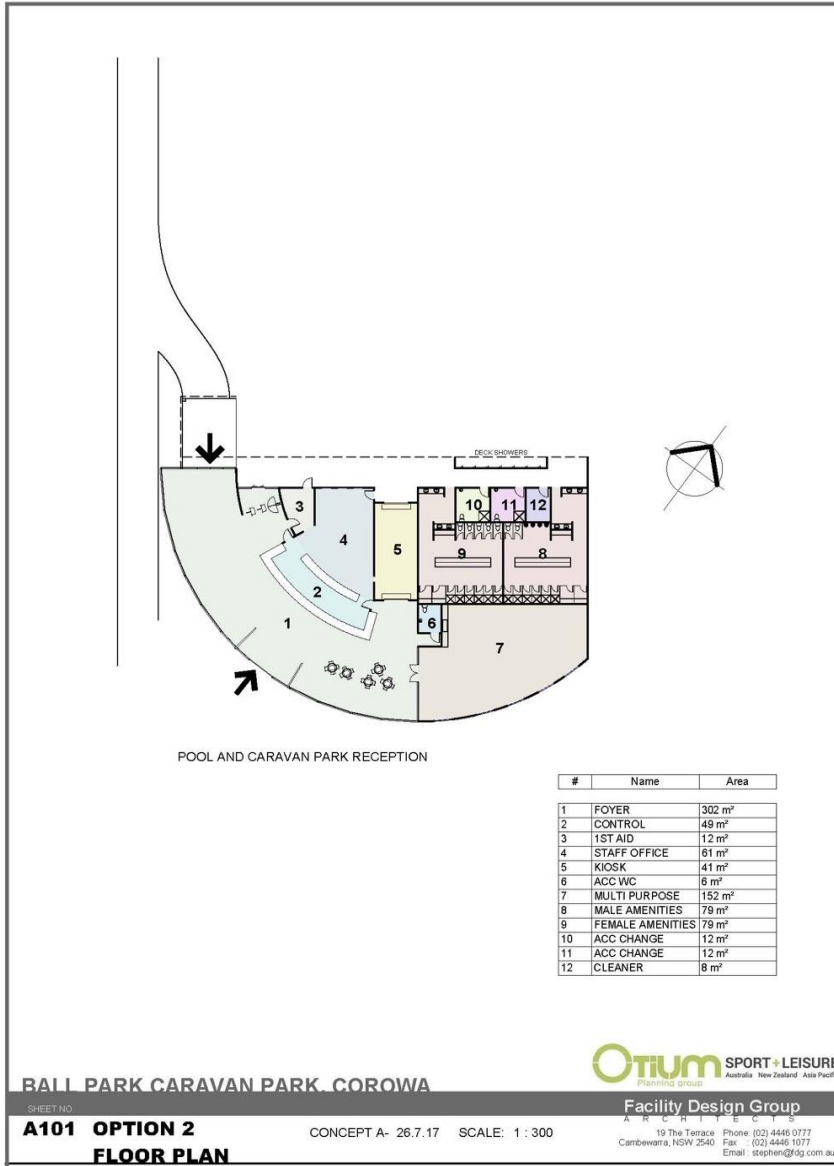 DECK SHOWERS
10
11
12
3
4
5
9
8
2
1
6
7
POOL AND CARAVAN PARK RECEPTION
# Name Area
1 FOYER 302 m²
2 CONTROL 49 m²
3 1ST AID 12 m²
4 STAFF OFFICE 61 m²
5 KIOSK 41 m²
6 ACC WC 6 m²
7 MULTI PURPOSE 152 m²
8 MALE AMENITIES 79 m²
9 FEMALE AMENITIES 79 m²
10 ACC CHANGE 12 m²
11 ACC CHANGE 12 m²
12 CLEANER 8 m²
OTIUM SPORT+LEISURE
Planning group Australia New Zealand Asia Pacific
BALL PARK CARAVAN PARK, COROWA
SHEET NO
Facility Design Group
ARCHITECTS
A101 OPTION 2
FLOOR PLAN
CONCEPT A- 26.7.17 SCALE: 1 : 300
19 The Terrace Phone: (02) 4446 0777
Cambewarra, NSW 2540 Fax : (02) 4446 1077
Email : stephen@fdg.com.au